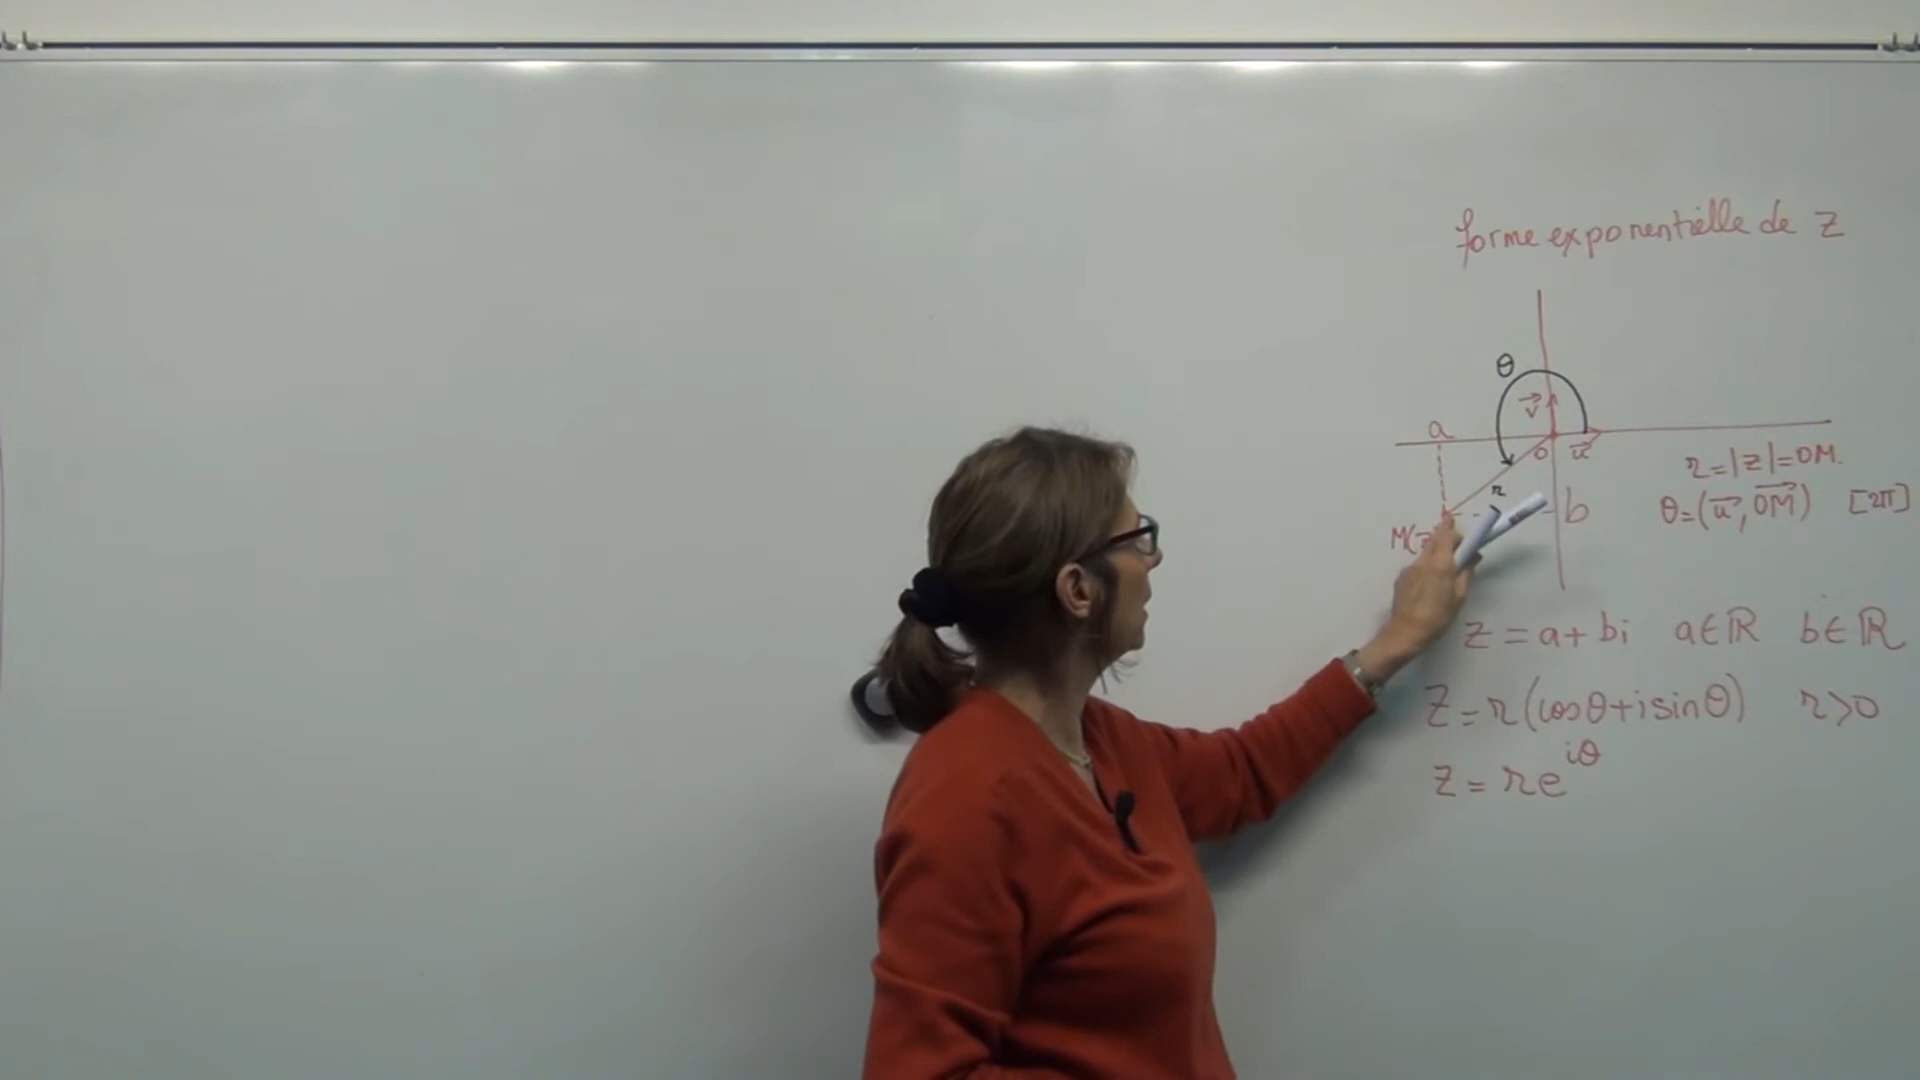 forme exponentielle de z
θ
v⃗
a
o u⃗
r = |z| = OM.
r
b
θ = (u⃗, OM⃗) [2π]
M(z
z = a + bi a ∈ ℝ b ∈ ℝ
z = r(cosθ + i sinθ) r > 0
z = re^{iθ}